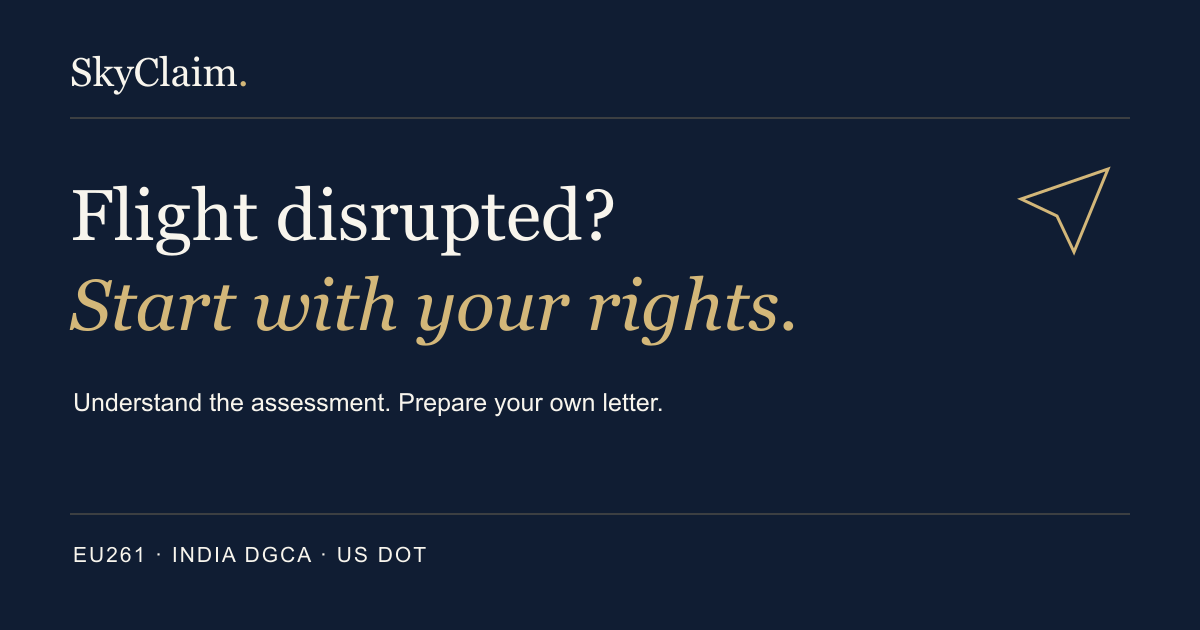 SkyClaim.
Flight disrupted?
Start with your rights.
Understand the assessment. Prepare your own letter.
EU261 · INDIA DGCA · US DOT